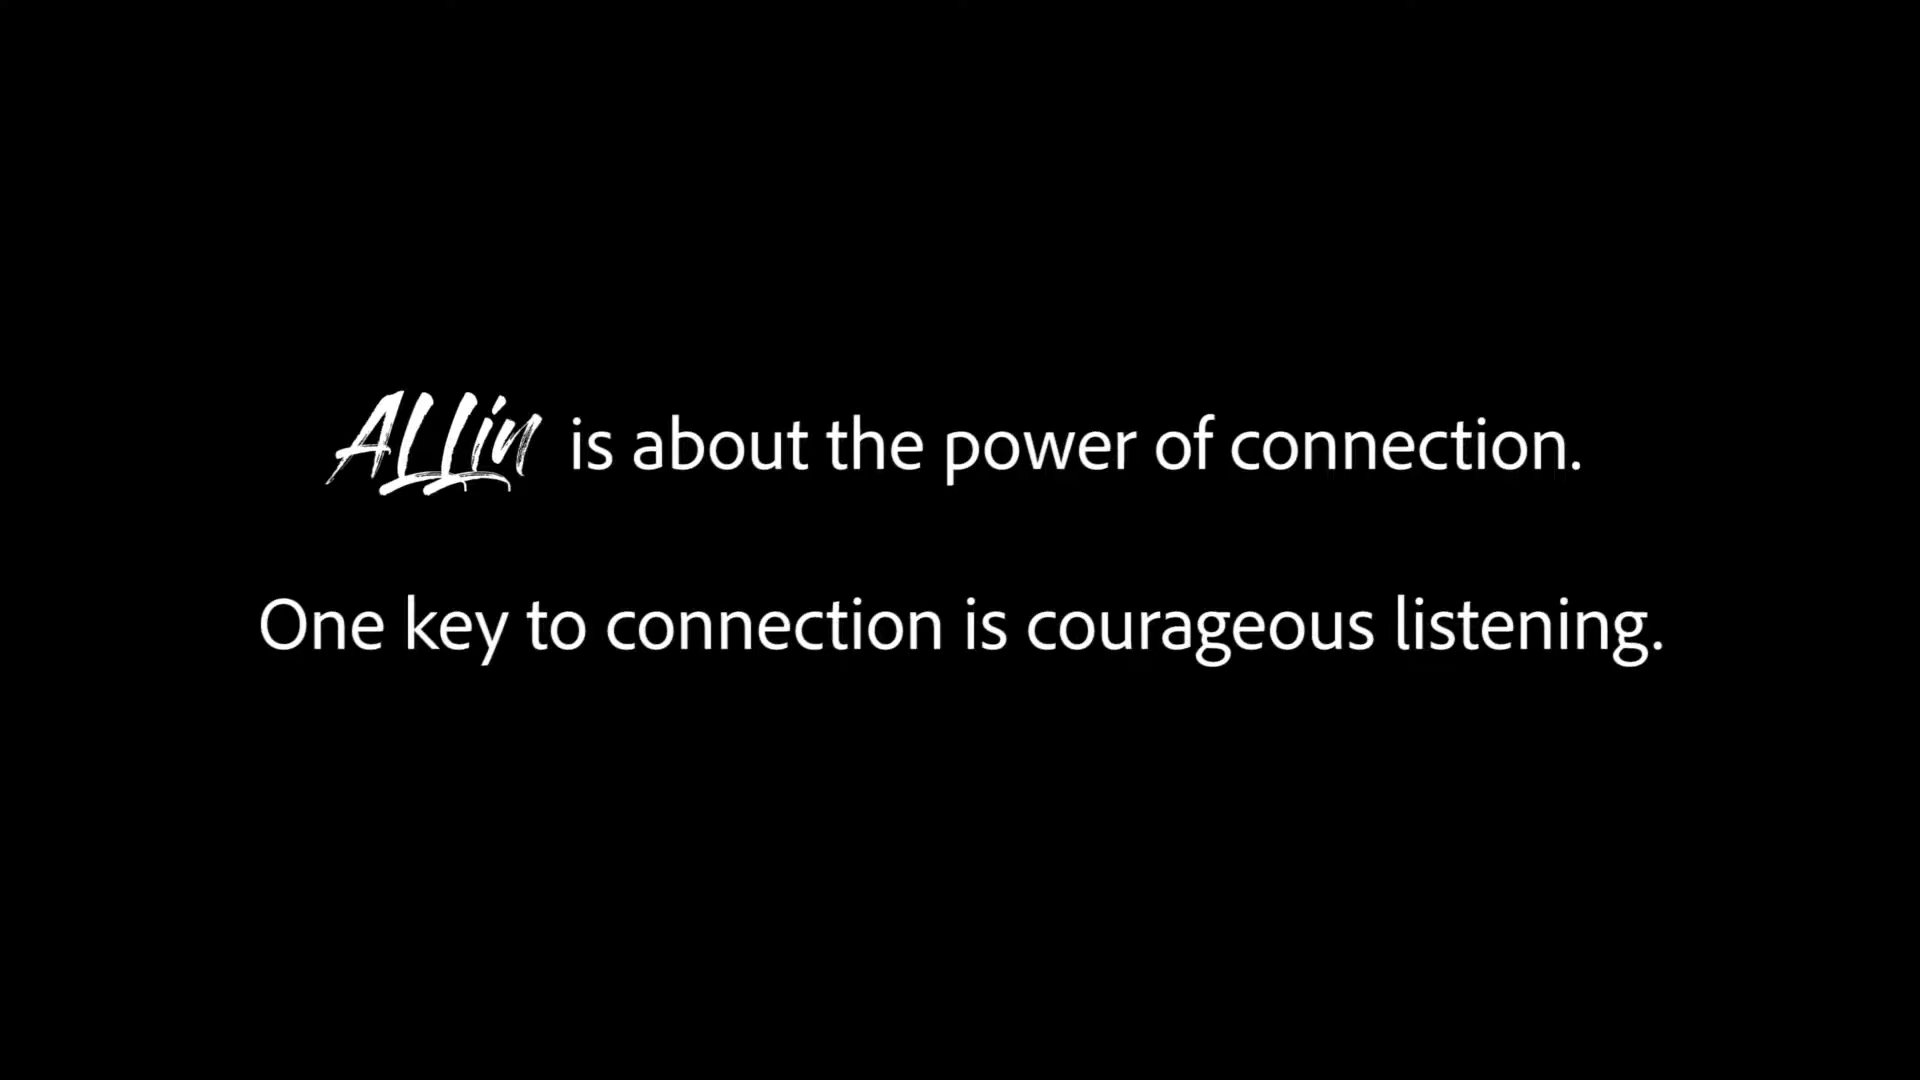 ALLin is about the power of connection.
One key to connection is courageous listening.